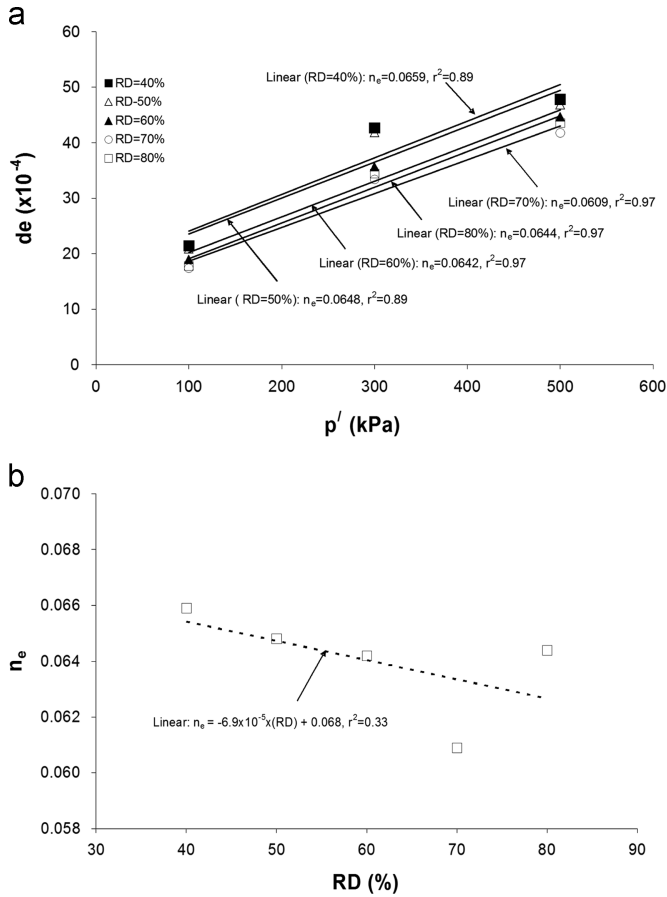 a
60
50
40
30
20
10
0
de (x10⁻⁴)
RD=40%
RD-50%
RD=60%
RD=70%
RD=80%
Linear (RD=40%): nₑ=0.0659, r²=0.89
Linear (RD=70%): nₑ=0.0609, r²=0.97
Linear (RD=80%): nₑ=0.0644, r²=0.97
Linear (RD=60%): nₑ=0.0642, r²=0.97
Linear ( RD=50%): nₑ=0.0648, r²=0.89
0 100 200 300 400 500 600
p′ (kPa)
b
0.070
0.068
0.066
0.064
0.062
0.060
0.058
nₑ
Linear: nₑ = -6.9x10⁻⁵x(RD) + 0.068, r²=0.33
30 40 50 60 70 80 90
RD (%)